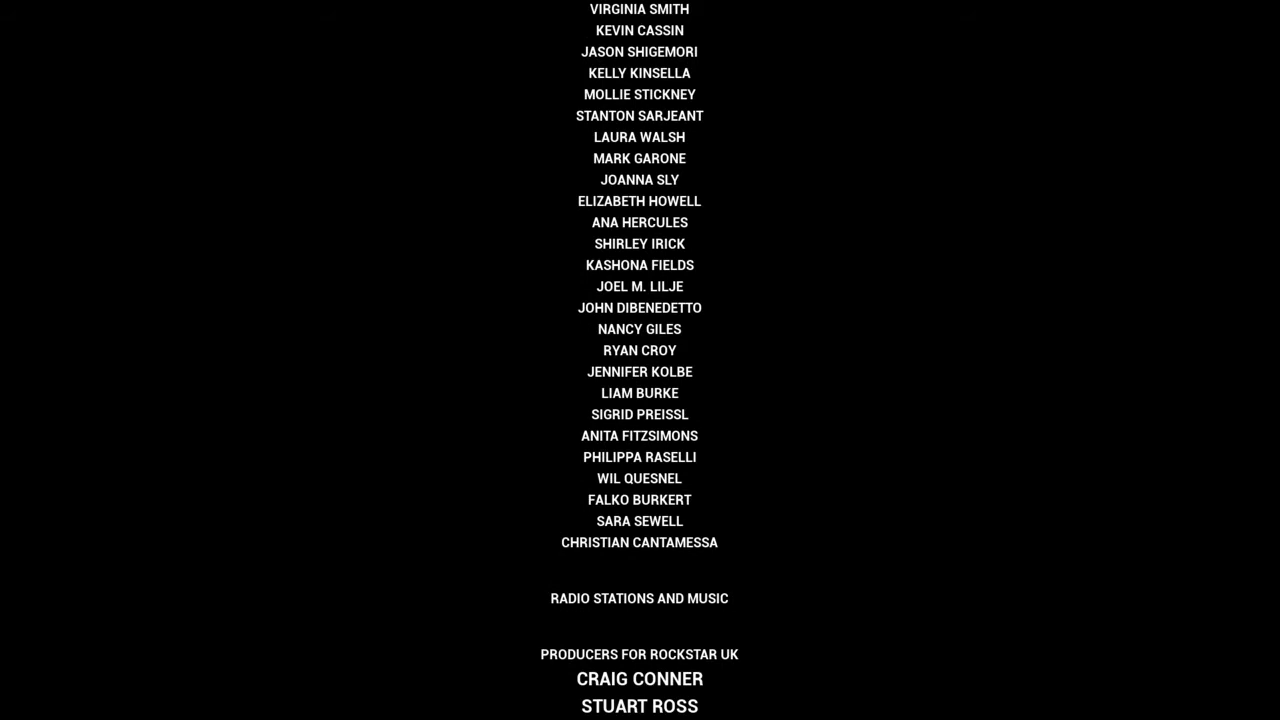 VIRGINIA SMITH
KEVIN CASSIN
JASON SHIGEMORI
KELLY KINSELLA
MOLLIE STICKNEY
STANTON SARJEANT
LAURA WALSH
MARK GARONE
JOANNA SLY
ELIZABETH HOWELL
ANA HERCULES
SHIRLEY IRICK
KASHONA FIELDS
JOEL M. LILJE
JOHN DIBENEDETTO
NANCY GILES
RYAN CROY
JENNIFER KOLBE
LIAM BURKE
SIGRID PREISSL
ANITA FITZSIMONS
PHILIPPA RASELLI
WIL QUESNEL
FALKO BURKERT
SARA SEWELL
CHRISTIAN CANTAMESSA
RADIO STATIONS AND MUSIC
PRODUCERS FOR ROCKSTAR UK
CRAIG CONNER
STUART ROSS